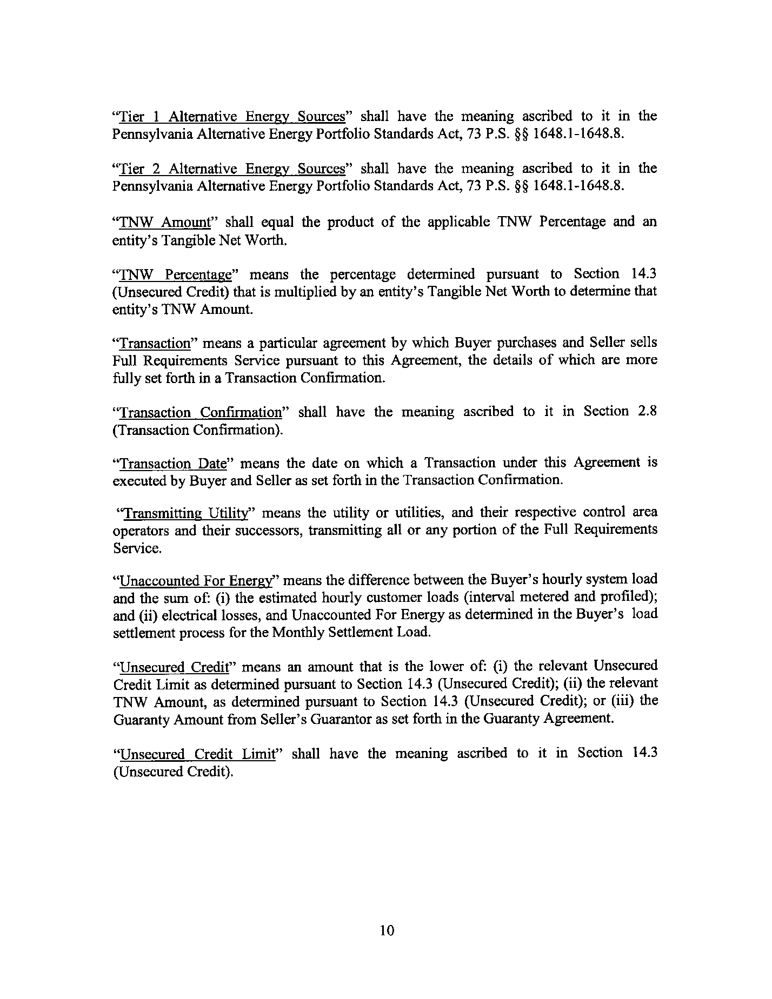 “Tier 1 Alternative Energy Sources” shall have the meaning ascribed to it in the
Pennsylvania Alternative Energy Portfolio Standards Act, 73 P.S. §§ 1648.1-1648.8.
“Tier 2 Alternative Energy Sources” shall have the meaning ascribed to it in the
Pennsylvania Alternative Energy Portfolio Standards Act, 73 P.S. §§ 1648.1-1648.8.
“TNW Amount” shall equal the product of the applicable TNW Percentage and an
entity’s Tangible Net Worth.
“TNW Percentage” means the percentage determined pursuant to Section 14.3
(Unsecured Credit) that is multiplied by an entity’s Tangible Net Worth to determine that
entity’s TNW Amount.
“Transaction” means a particular agreement by which Buyer purchases and Seller sells
Full Requirements Service pursuant to this Agreement, the details of which are more
fully set forth in a Transaction Confirmation.
“Transaction Confirmation” shall have the meaning ascribed to it in Section 2.8
(Transaction Confirmation).
“Transaction Date” means the date on which a Transaction under this Agreement is
executed by Buyer and Seller as set forth in the Transaction Confirmation.
“Transmitting Utility” means the utility or utilities, and their respective control area
operators and their successors, transmitting all or any portion of the Full Requirements
Service.
“Unaccounted For Energy” means the difference between the Buyer’s hourly system load
and the sum of: (i) the estimated hourly customer loads (interval metered and profiled);
and (ii) electrical losses, and Unaccounted For Energy as determined in the Buyer’s load
settlement process for the Monthly Settlement Load.
“Unsecured Credit” means an amount that is the lower of: (i) the relevant Unsecured
Credit Limit as determined pursuant to Section 14.3 (Unsecured Credit); (ii) the relevant
TNW Amount, as determined pursuant to Section 14.3 (Unsecured Credit); or (iii) the
Guaranty Amount from Seller’s Guarantor as set forth in the Guaranty Agreement.
“Unsecured Credit Limit” shall have the meaning ascribed to it in Section 14.3
(Unsecured Credit).
10